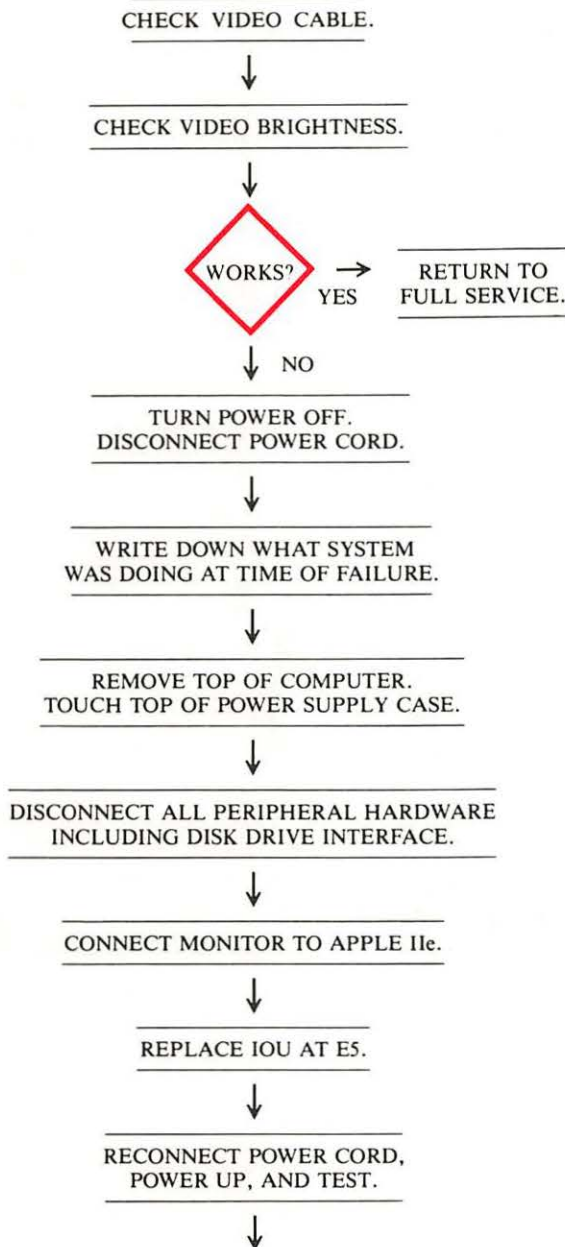 CHECK VIDEO CABLE.
CHECK VIDEO BRIGHTNESS.
WORKS?
YES
RETURN TO
FULL SERVICE.
NO
TURN POWER OFF.
DISCONNECT POWER CORD.
WRITE DOWN WHAT SYSTEM
WAS DOING AT TIME OF FAILURE.
REMOVE TOP OF COMPUTER.
TOUCH TOP OF POWER SUPPLY CASE.
DISCONNECT ALL PERIPHERAL HARDWARE
INCLUDING DISK DRIVE INTERFACE.
CONNECT MONITOR TO APPLE IIe.
REPLACE IOU AT E5.
RECONNECT POWER CORD,
POWER UP, AND TEST.